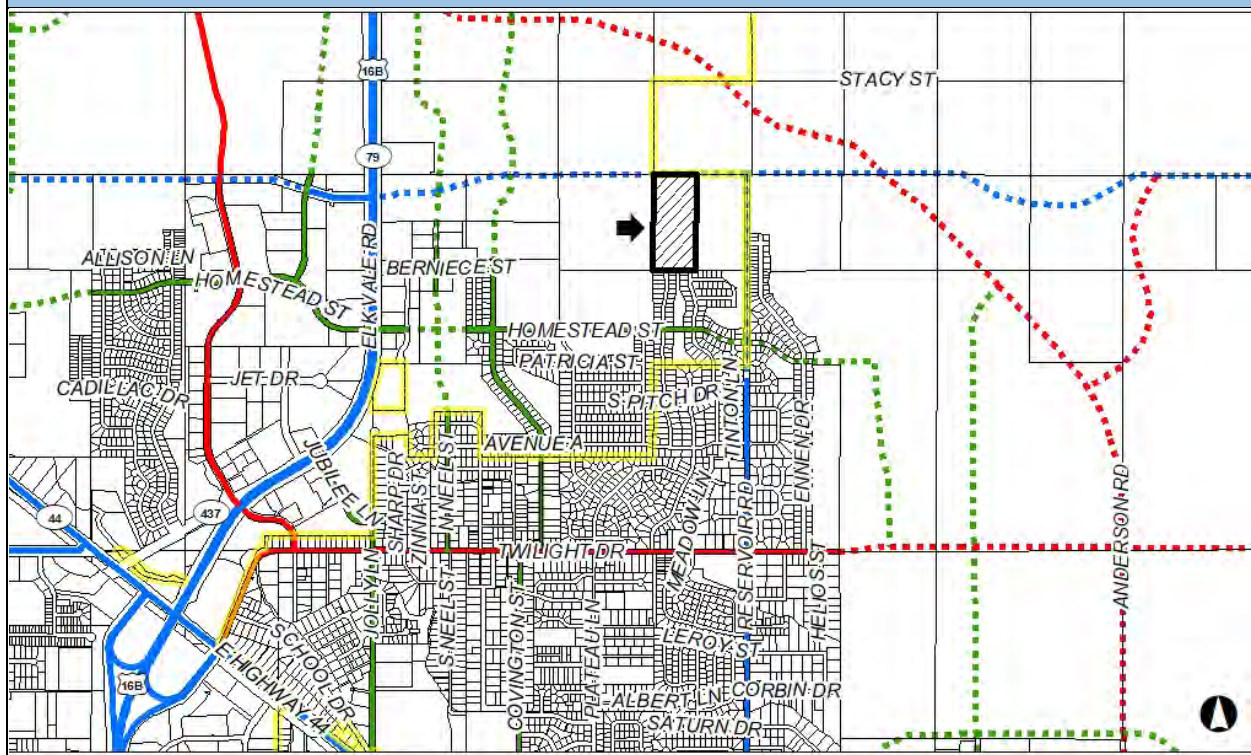 16B
STACY ST
79
ELK VALE RD
ALLISON LN
HOMESTEAD ST
BERNIECE ST
HOMESTEAD ST
PATRICIA ST
JET DR
CADILLAC DR
S PITCH DR
TINTON LN
AVENUE A
ENNEN DR
JUBILEE LN
SHARP DR
ZINNIA ST
N NEEL ST
MEADOW LN
RESERVOIR RD
437
44
TWILIGHT DR
ANDERSON RD
JOLLY LN
S NEEL ST
COVINGTON ST
PLATEAU LN
HELIOS ST
SCHOOL DR
LEROY ST
E HIGHWAY 44
16B
ALBERT LN
CORBIN DR
SATURN DR